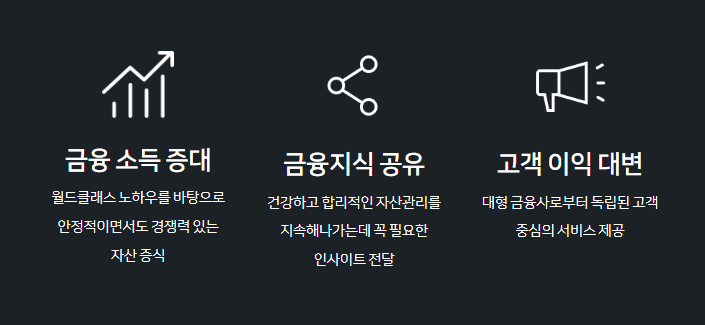 금융 소득 증대
월드클래스 노하우를 바탕으로
안정적이면서도 경쟁력 있는
자산 증식
금융지식 공유
건강하고 합리적인 자산관리를
지속해나가는데 꼭 필요한
인사이트 전달
고객 이익 대변
대형 금융사로부터 독립된 고객
중심의 서비스 제공